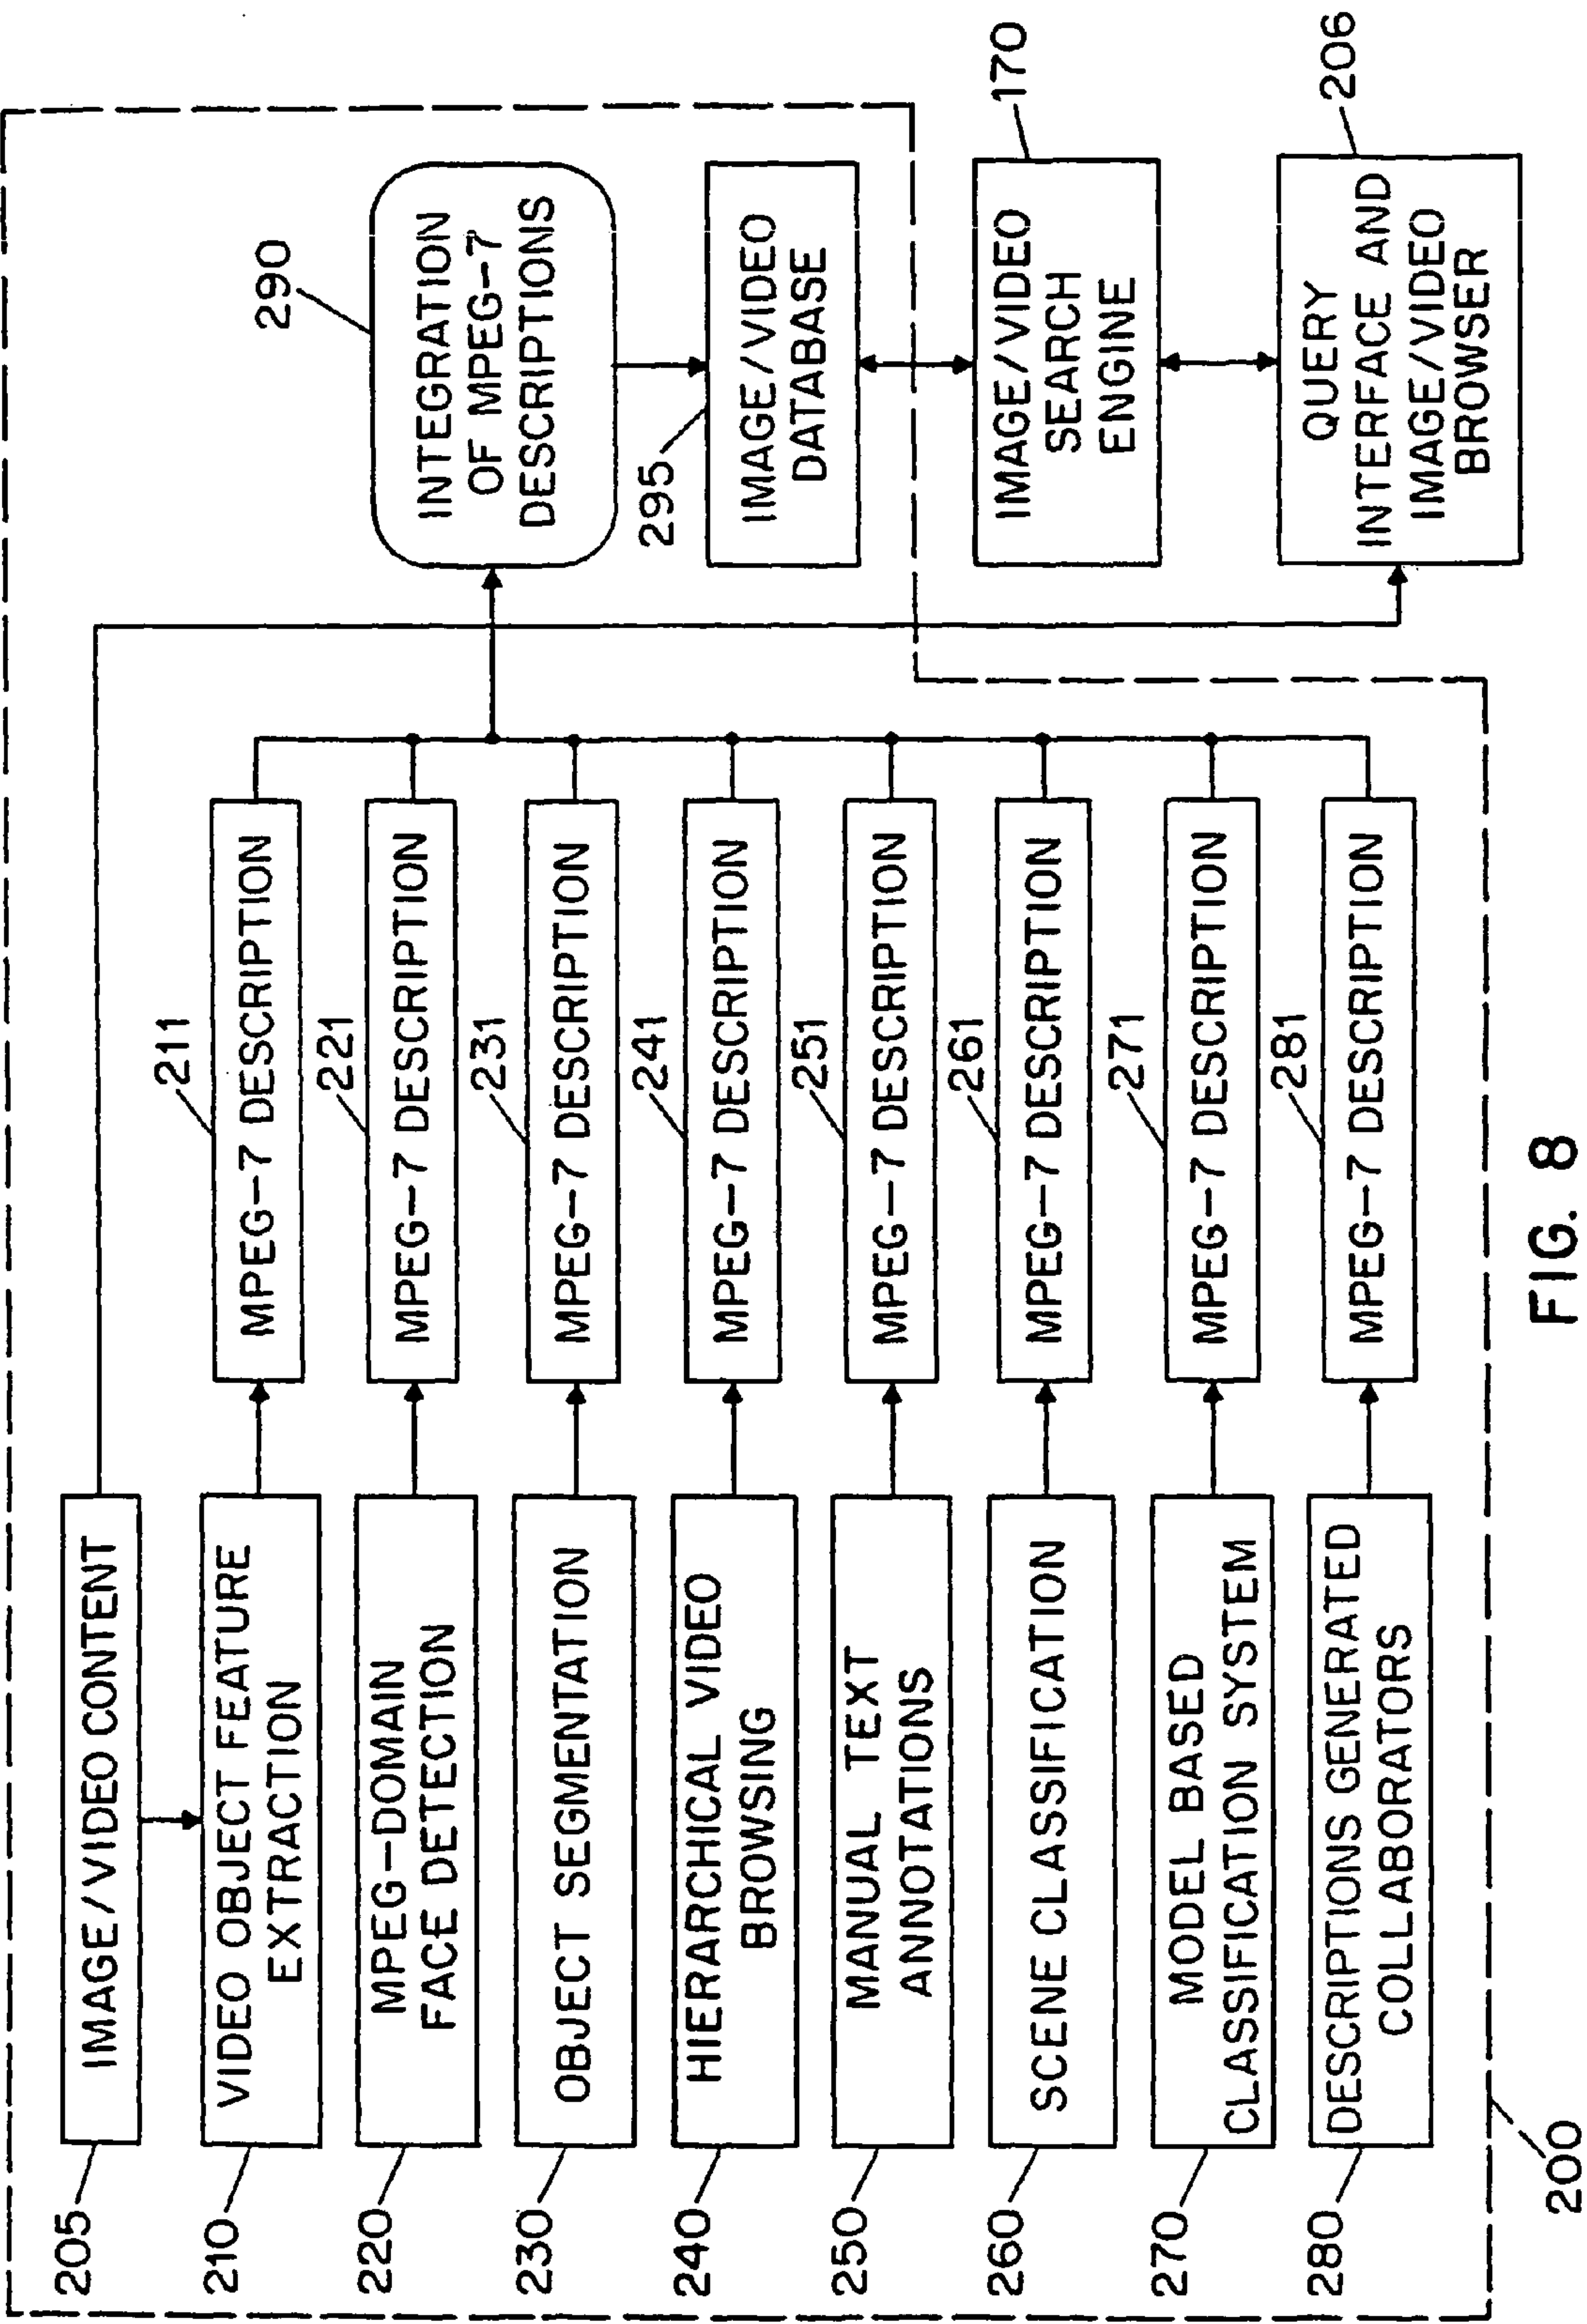 205
IMAGE/VIDEO CONTENT
210
VIDEO OBJECT FEATURE
EXTRACTION
211
MPEG-7 DESCRIPTION
220
MPEG-DOMAIN
FACE DETECTION
221
MPEG-7 DESCRIPTION
230
OBJECT SEGMENTATION
231
MPEG-7 DESCRIPTION
240
HIERARCHICAL VIDEO
BROWSING
241
MPEG-7 DESCRIPTION
250
MANUAL TEXT
ANNOTATIONS
251
MPEG-7 DESCRIPTION
260
SCENE CLASSIFICATION
261
MPEG-7 DESCRIPTION
270
MODEL BASED
CLASSIFICATION SYSTEM
271
MPEG-7 DESCRIPTION
280
DESCRIPTIONS GENERATED
COLLABORATORS
281
MPEG-7 DESCRIPTION
290
INTEGRATION
OF MPEG-7
DESCRIPTIONS
295
IMAGE/VIDEO
DATABASE
170
IMAGE/VIDEO
SEARCH
ENGINE
206
QUERY
INTERFACE AND
IMAGE/VIDEO
BROWSER
200
FIG. 8